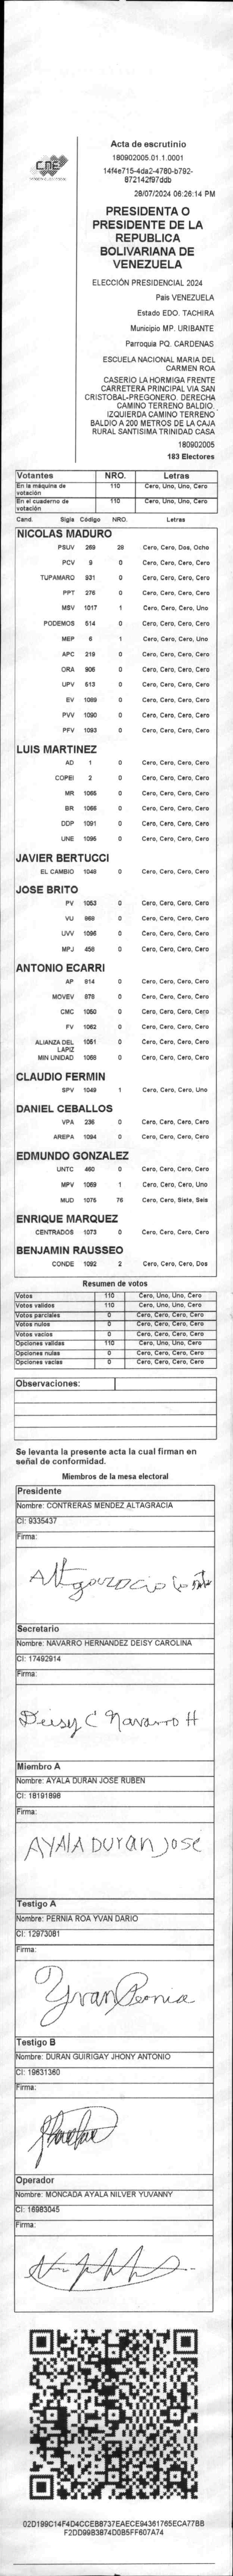 CNE
Acta de escrutinio
180902005.01.1.0001
14f4e715-4da2-4780-b792-
872142f97ddb
28/07/2024 06:26:14 PM
PRESIDENTA O
PRESIDENTE DE LA
REPUBLICA
BOLIVARIANA DE
VENEZUELA
ELECCIÓN PRESIDENCIAL 2024
País VENEZUELA
Estado EDO. TACHIRA
Municipio MP. URIBANTE
Parroquia PQ. CARDENAS
ESCUELA NACIONAL MARIA DEL
CARMEN ROA
CASERIO LA HORMIGA FRENTE
CARRETERA PRINCIPAL VIA SAN
CRISTOBAL-PREGONERO. DERECHA
CAMINO TERRENO BALDIO.
IZQUIERDA CAMINO TERRENO
BALDIO A 200 METROS DE LA CAJA
RURAL SANTISIMA TRINIDAD CASA
180902005
183 Electores
Votantes NRO. Letras
En la máquina de votación 110 Cero, Uno, Uno, Cero
En el cuaderno de votación 110 Cero, Uno, Uno, Cero
Cand. Sigla Código NRO. Letras
NICOLAS MADURO
PSUV 269 28 Cero, Cero, Dos, Ocho
PCV 9 0 Cero, Cero, Cero, Cero
TUPAMARO 931 0 Cero, Cero, Cero, Cero
PPT 276 0 Cero, Cero, Cero, Cero
MSV 1017 1 Cero, Cero, Cero, Uno
PODEMOS 514 0 Cero, Cero, Cero, Cero
MEP 6 1 Cero, Cero, Cero, Uno
APC 219 0 Cero, Cero, Cero, Cero
ORA 906 0 Cero, Cero, Cero, Cero
UPV 513 0 Cero, Cero, Cero, Cero
EV 1089 0 Cero, Cero, Cero, Cero
PVV 1090 0 Cero, Cero, Cero, Cero
PFV 1093 0 Cero, Cero, Cero, Cero
LUIS MARTINEZ
AD 1 0 Cero, Cero, Cero, Cero
COPEI 2 0 Cero, Cero, Cero, Cero
MR 1065 0 Cero, Cero, Cero, Cero
BR 1066 0 Cero, Cero, Cero, Cero
DDP 1091 0 Cero, Cero, Cero, Cero
UNE 1095 0 Cero, Cero, Cero, Cero
JAVIER BERTUCCI
EL CAMBIO 1048 0 Cero, Cero, Cero, Cero
JOSE BRITO
PV 1053 0 Cero, Cero, Cero, Cero
VU 868 0 Cero, Cero, Cero, Cero
UVV 1096 0 Cero, Cero, Cero, Cero
MPJ 458 0 Cero, Cero, Cero, Cero
ANTONIO ECARRI
AP 814 0 Cero, Cero, Cero, Cero
MOVEV 879 0 Cero, Cero, Cero, Cero
CMC 1050 0 Cero, Cero, Cero, Cero
FV 1062 0 Cero, Cero, Cero, Cero
ALIANZA DEL LAPIZ 1051 0 Cero, Cero, Cero, Cero
MIN UNIDAD 1068 0 Cero, Cero, Cero, Cero
CLAUDIO FERMIN
SPV 1049 1 Cero, Cero, Cero, Uno
DANIEL CEBALLOS
VPA 236 0 Cero, Cero, Cero, Cero
AREPA 1094 0 Cero, Cero, Cero, Cero
EDMUNDO GONZALEZ
UNTC 460 0 Cero, Cero, Cero, Cero
MPV 1069 1 Cero, Cero, Cero, Uno
MUD 1075 76 Cero, Cero, Siete, Seis
ENRIQUE MARQUEZ
CENTRADOS 1073 0 Cero, Cero, Cero, Cero
BENJAMIN RAUSSEO
CONDE 1092 2 Cero, Cero, Cero, Dos
Resumen de votos
Votos 110 Cero, Uno, Uno, Cero
Votos validos 110 Cero, Uno, Uno, Cero
Votos parciales 0 Cero, Cero, Cero, Cero
Votos nulos 0 Cero, Cero, Cero, Cero
Votos vacios 0 Cero, Cero, Cero, Cero
Opciones validas 110 Cero, Uno, Uno, Cero
Opciones nulas 0 Cero, Cero, Cero, Cero
Opciones vacias 0 Cero, Cero, Cero, Cero
Observaciones:
Se levanta la presente acta la cual firman en
señal de conformidad.
Miembros de la mesa electoral
Presidente
Nombre: CONTRERAS MENDEZ ALTAGRACIA
CI: 9335437
Firma:
Secretario
Nombre: NAVARRO HERNANDEZ DEISY CAROLINA
CI: 17492914
Firma:
Deisy C Navarro H
Miembro A
Nombre: AYALA DURAN JOSE RUBEN
CI: 18191898
Firma:
AYAlA DURan Jose
Testigo A
Nombre: PERNIA ROA YVAN DARIO
CI: 12973081
Firma:
Yvan Pernia
Testigo B
Nombre: DURAN GUIRIGAY JHONY ANTONIO
CI: 19631360
Firma:
Operador
Nombre: MONCADA AYALA NILVER YUVANNY
CI: 16983045
Firma:
02D199C14F4D4CCEB8737EAECE94361765ECA77BB
F2DD99B3874D0B5FF607A74